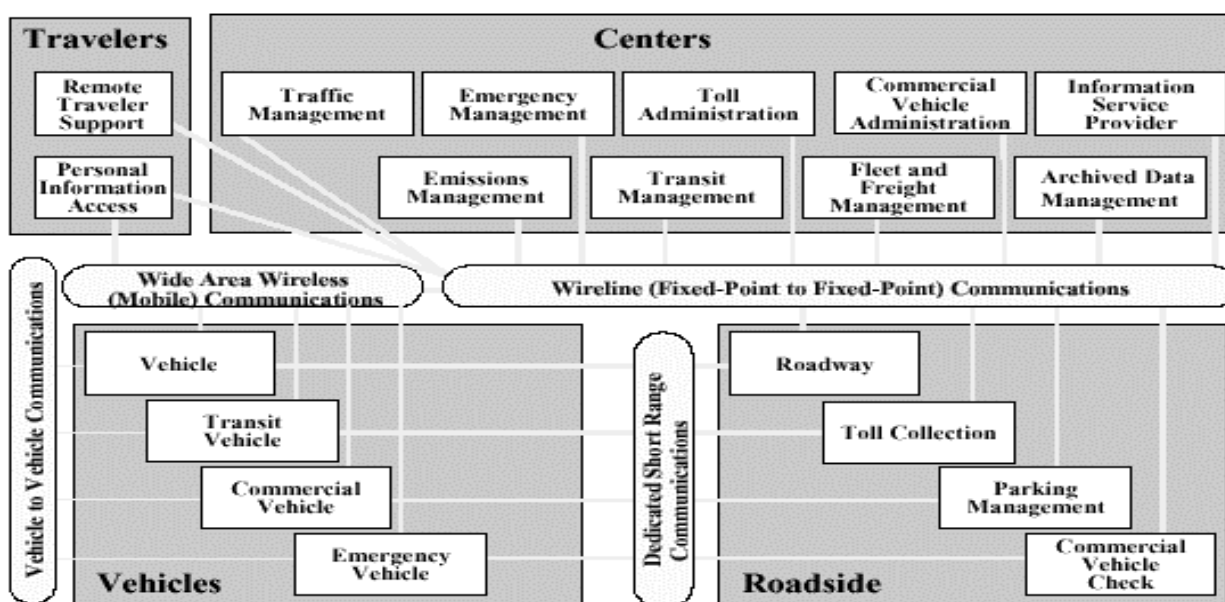 Travelers
Remote
Traveler
Support
Personal
Information
Access
Centers
Traffic
Management
Emergency
Management
Toll
Administration
Commercial
Vehicle
Administration
Information
Service
Provider
Emissions
Management
Transit
Management
Fleet and
Freight
Management
Archived Data
Management
Wide Area Wireless
(Mobile) Communications
Wireline (Fixed-Point to Fixed-Point) Communications
Vehicle to Vehicle Communications
Vehicle
Transit
Vehicle
Commercial
Vehicle
Emergency
Vehicle
Vehicles
Dedicated Short Range
Communications
Roadway
Toll Collection
Parking
Management
Commercial
Vehicle
Check
Roadside